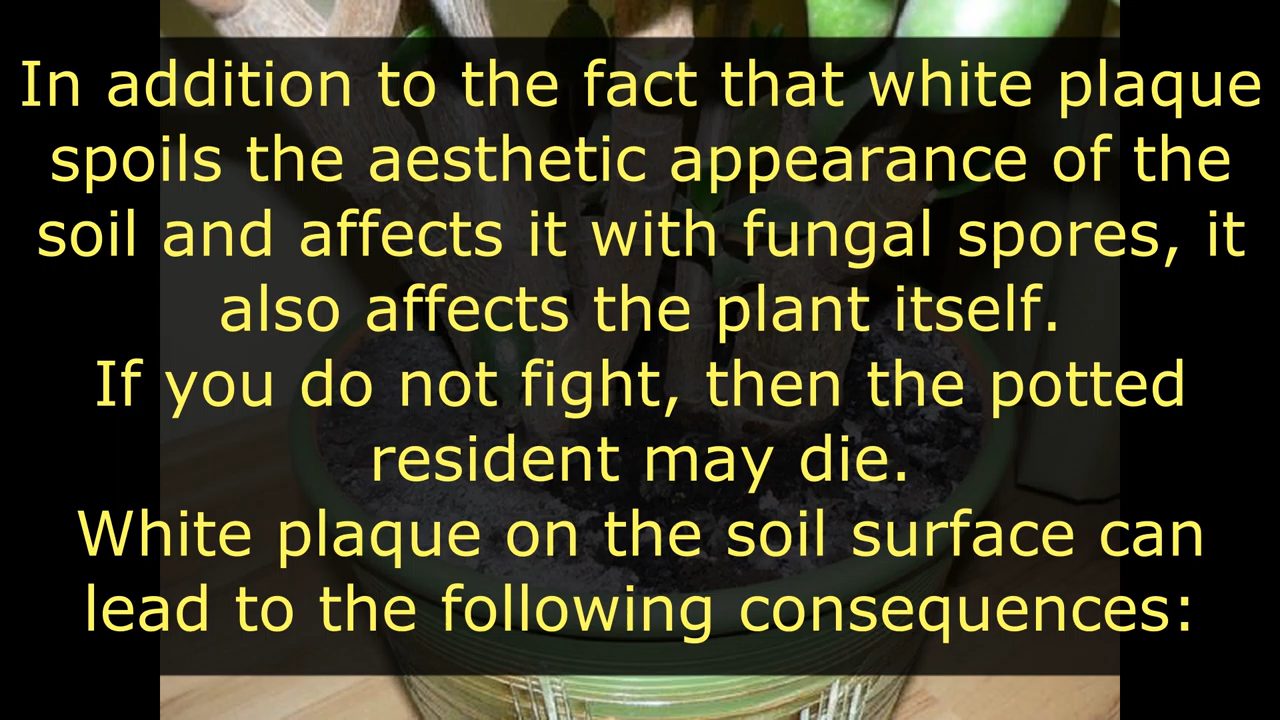 In addition to the fact that white plaque
spoils the aesthetic appearance of the
soil and affects it with fungal spores, it
also affects the plant itself.
If you do not fight, then the potted
resident may die.
White plaque on the soil surface can
lead to the following consequences: